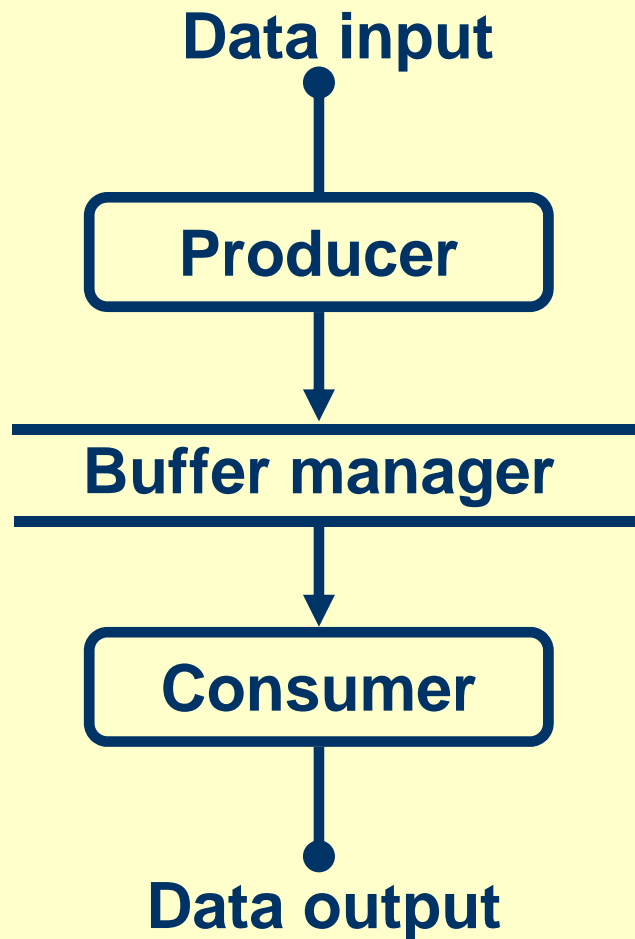 Data input
Producer
Buffer manager
Consumer
Data output